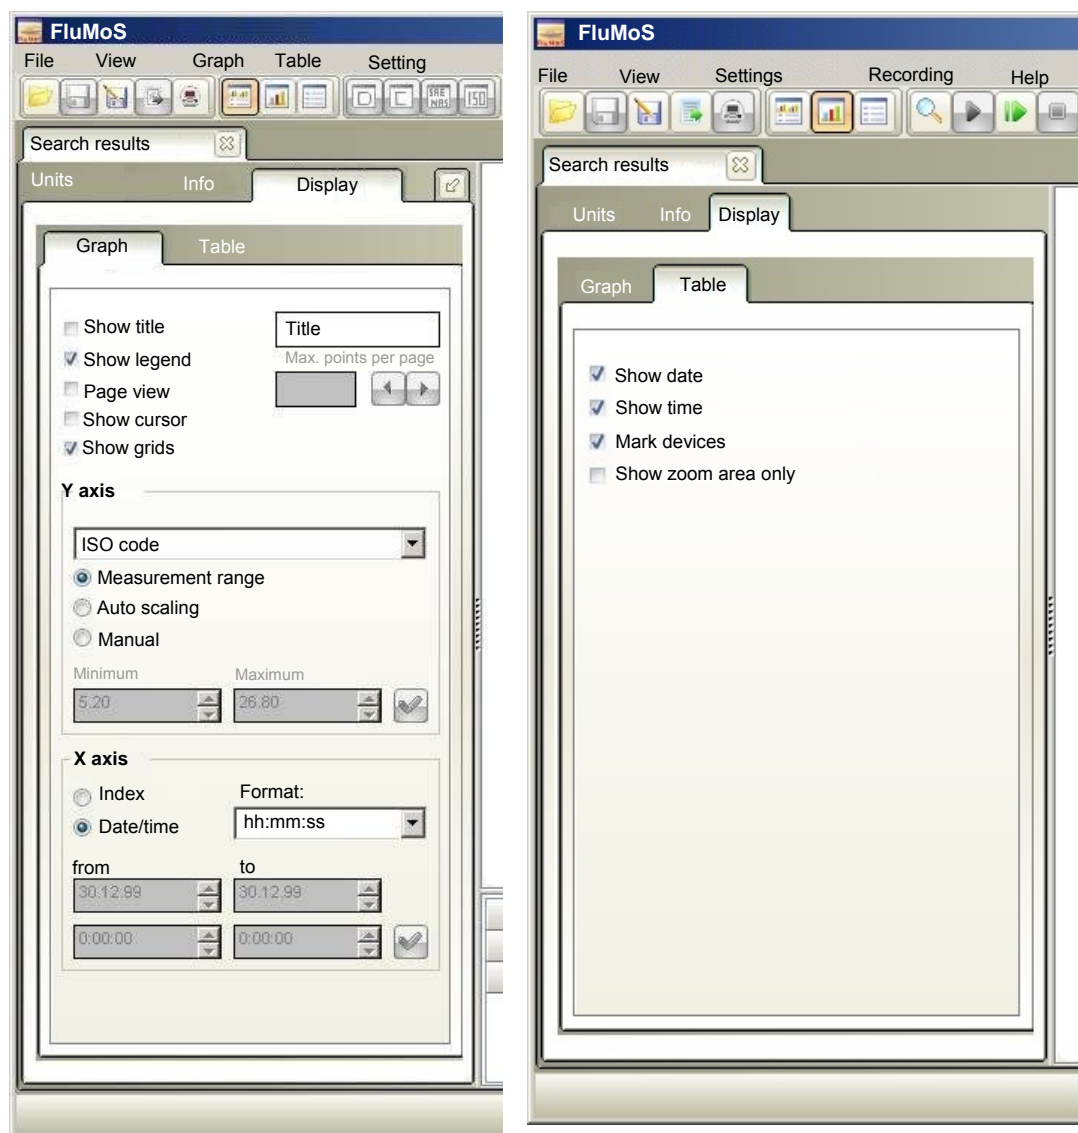 FluMoS
File View Graph Table Setting
D C SAE NAS ISO
Search results
Units Info Display
Graph Table
Show title Title
Show legend Max. points per page
Page view
Show cursor
Show grids
Y axis
ISO code
Measurement range
Auto scaling
Manual
Minimum Maximum
5.20 26.80
X axis
Index Format:
Date/time hh:mm:ss
from to
30.12.99 30.12.99
0:00:00 0:00:00
FluMoS
File View Settings Recording Help
Search results
Units Info Display
Graph Table
Show date
Show time
Mark devices
Show zoom area only